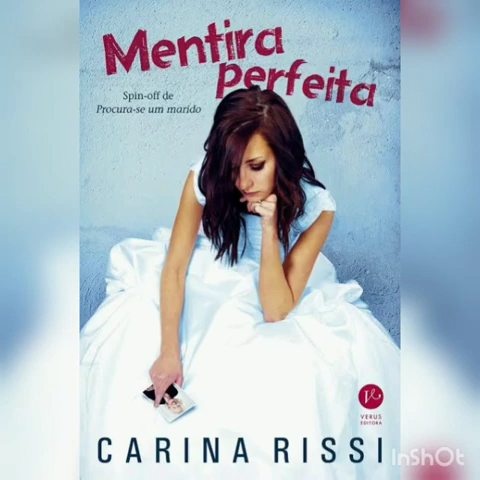 Mentira
perfeita
Spin-off de
Procura-se um marido
VERUS
EDITORA
CARINA RISSI
InShOt